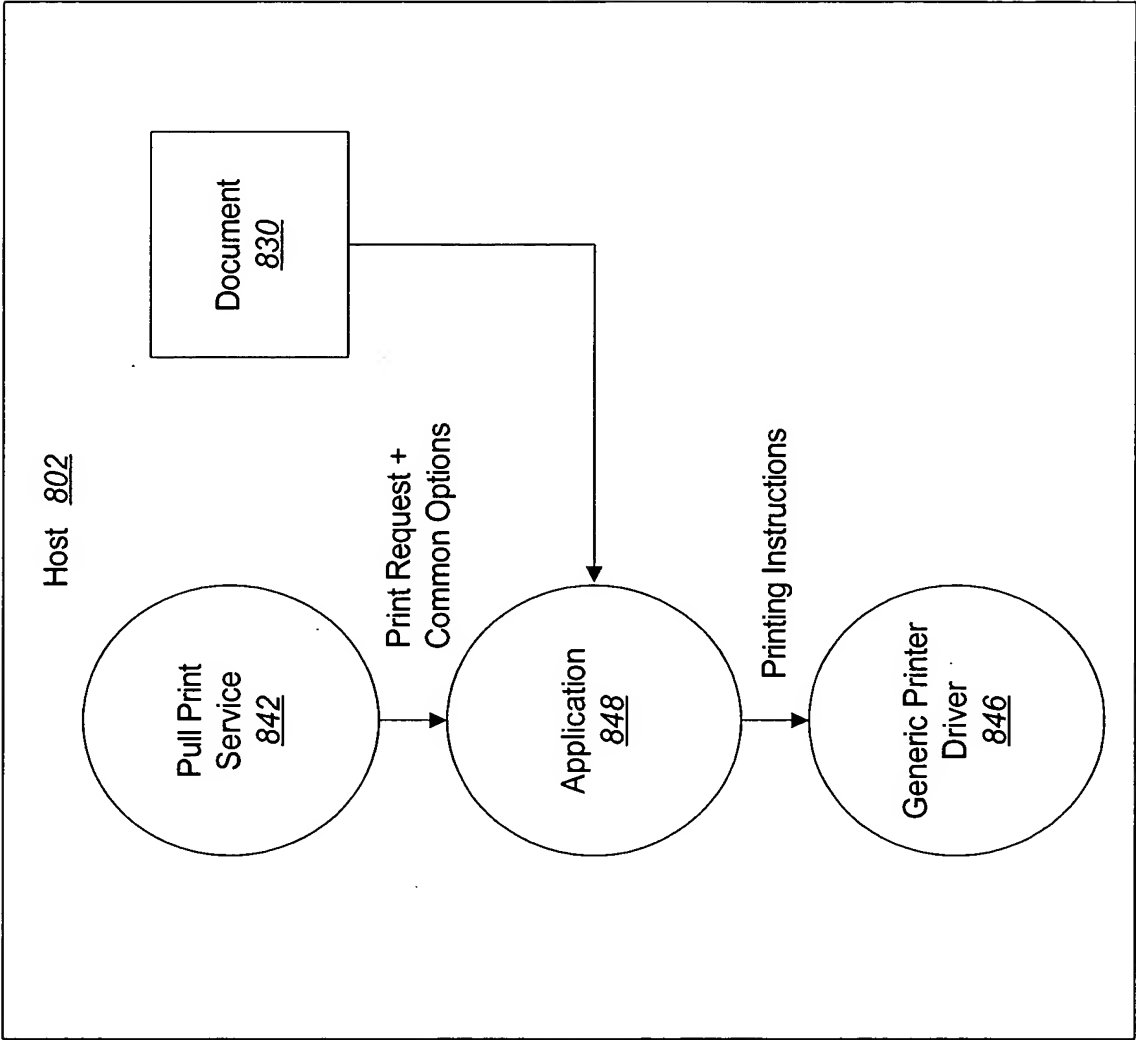 Host 802
Pull Print
Service
842
Print Request +
Common Options
Application
848
Printing Instructions
Generic Printer
Driver
846
Document
830